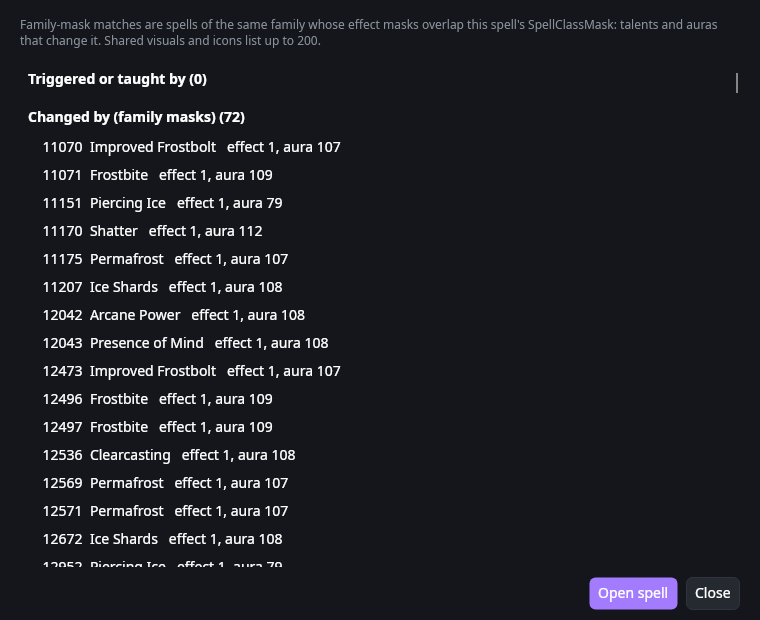 Family-mask matches are spells of the same family whose effect masks overlap this spell's SpellClassMask: talents and auras
that change it. Shared visuals and icons list up to 200.
Triggered or taught by (0)
Changed by (family masks) (72)
11070 Improved Frostbolt effect 1, aura 107
11071 Frostbite effect 1, aura 109
11151 Piercing Ice effect 1, aura 79
11170 Shatter effect 1, aura 112
11175 Permafrost effect 1, aura 107
11207 Ice Shards effect 1, aura 108
12042 Arcane Power effect 1, aura 108
12043 Presence of Mind effect 1, aura 108
12473 Improved Frostbolt effect 1, aura 107
12496 Frostbite effect 1, aura 109
12497 Frostbite effect 1, aura 109
12536 Clearcasting effect 1, aura 108
12569 Permafrost effect 1, aura 107
12571 Permafrost effect 1, aura 107
12672 Ice Shards effect 1, aura 108
12952 Piercing Ice effect 1, aura 79
Open spell Close